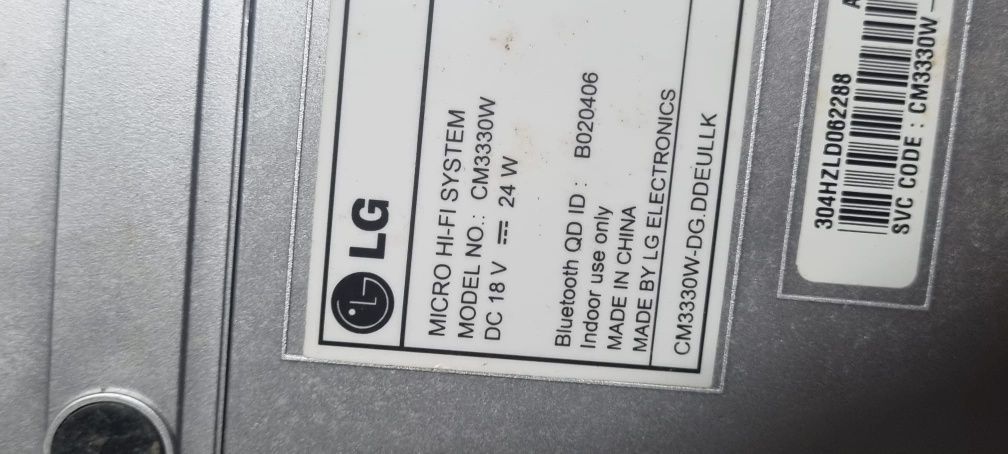 LG
MICRO HI-FI SYSTEM
MODEL NO.: CM3330W
DC 18 V ⎓ 24 W
Bluetooth QD ID : B020406
Indoor use only
MADE IN CHINA
MADE BY LG ELECTRONICS
CM3330W-DG.DDEULLK
304HZLD062288
SVC CODE : CM3330W-